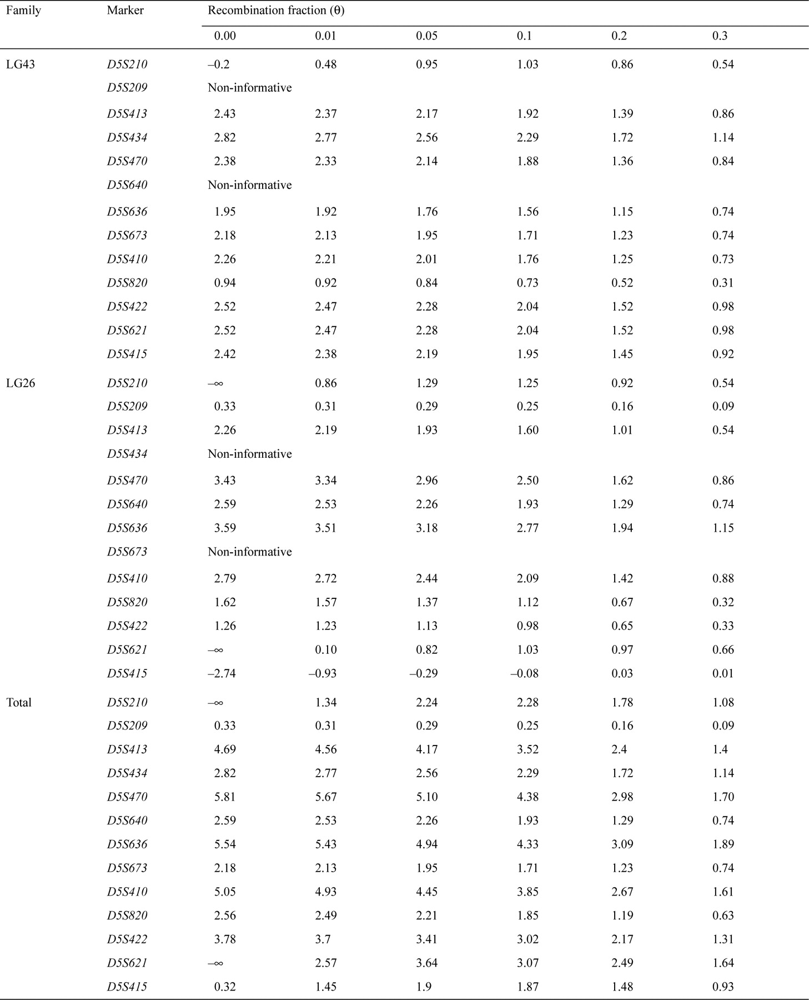 Family Marker Recombination fraction (θ)
0.00 0.01 0.05 0.1 0.2 0.3
LG43 D5S210 –0.2 0.48 0.95 1.03 0.86 0.54
D5S209 Non-informative
D5S413 2.43 2.37 2.17 1.92 1.39 0.86
D5S434 2.82 2.77 2.56 2.29 1.72 1.14
D5S470 2.38 2.33 2.14 1.88 1.36 0.84
D5S640 Non-informative
D5S636 1.95 1.92 1.76 1.56 1.15 0.74
D5S673 2.18 2.13 1.95 1.71 1.23 0.74
D5S410 2.26 2.21 2.01 1.76 1.25 0.73
D5S820 0.94 0.92 0.84 0.73 0.52 0.31
D5S422 2.52 2.47 2.28 2.04 1.52 0.98
D5S621 2.52 2.47 2.28 2.04 1.52 0.98
D5S415 2.42 2.38 2.19 1.95 1.45 0.92
LG26 D5S210 –∞ 0.86 1.29 1.25 0.92 0.54
D5S209 0.33 0.31 0.29 0.25 0.16 0.09
D5S413 2.26 2.19 1.93 1.60 1.01 0.54
D5S434 Non-informative
D5S470 3.43 3.34 2.96 2.50 1.62 0.86
D5S640 2.59 2.53 2.26 1.93 1.29 0.74
D5S636 3.59 3.51 3.18 2.77 1.94 1.15
D5S673 Non-informative
D5S410 2.79 2.72 2.44 2.09 1.42 0.88
D5S820 1.62 1.57 1.37 1.12 0.67 0.32
D5S422 1.26 1.23 1.13 0.98 0.65 0.33
D5S621 –∞ 0.10 0.82 1.03 0.97 0.66
D5S415 –2.74 –0.93 –0.29 –0.08 0.03 0.01
Total D5S210 –∞ 1.34 2.24 2.28 1.78 1.08
D5S209 0.33 0.31 0.29 0.25 0.16 0.09
D5S413 4.69 4.56 4.17 3.52 2.4 1.4
D5S434 2.82 2.77 2.56 2.29 1.72 1.14
D5S470 5.81 5.67 5.10 4.38 2.98 1.70
D5S640 2.59 2.53 2.26 1.93 1.29 0.74
D5S636 5.54 5.43 4.94 4.33 3.09 1.89
D5S673 2.18 2.13 1.95 1.71 1.23 0.74
D5S410 5.05 4.93 4.45 3.85 2.67 1.61
D5S820 2.56 2.49 2.21 1.85 1.19 0.63
D5S422 3.78 3.7 3.41 3.02 2.17 1.31
D5S621 –∞ 2.57 3.64 3.07 2.49 1.64
D5S415 0.32 1.45 1.9 1.87 1.48 0.93